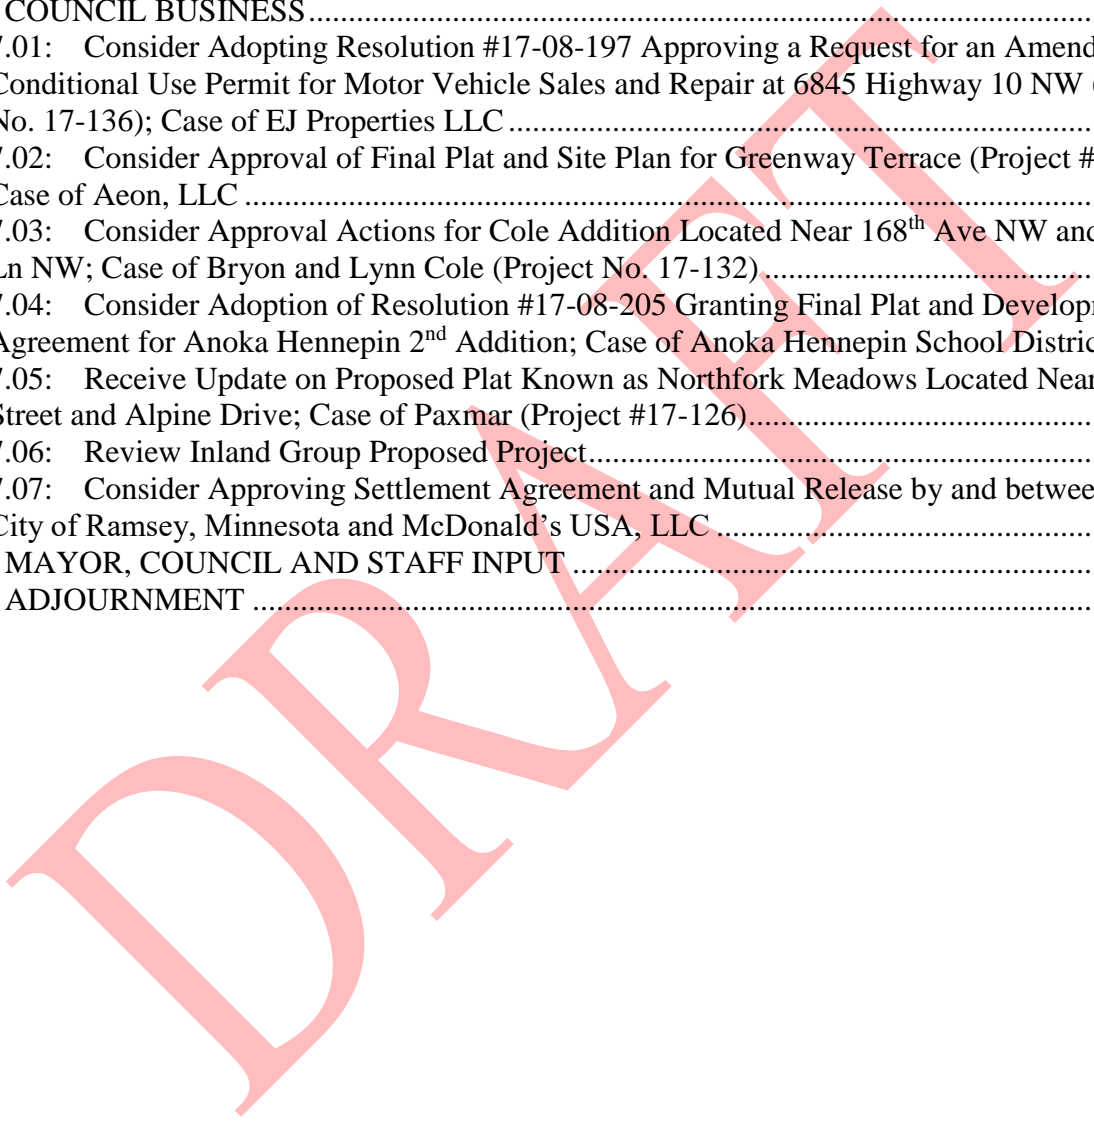 COUNCIL BUSINESS
7.01: Consider Adopting Resolution #17-08-197 Approving a Request for an
Conditional Use Permit for Motor Vehicle Sales and Repair at 6845 Highway 10 NW (
No. 17-136); Case of EJ Properties LLC
7.02: Consider Approval of Final Plat and Site Plan for Greenway Terrace (Project #
Case of Aeon, LLC
7.03: Consider Approval Actions for Cole Addition Located Near 168th Ave NW and
Ln NW; Case of Bryon and Lynn Cole (Project No. 17-132)
7.04: Consider Adoption of Resolution #17-08-205 Granting Final Plat and
Agreement for Anoka Hennepin 2nd Addition; Case of Anoka Hennepin School
7.05: Receive Update on Proposed Plat Known as Northfork Meadows Located Near
Street and Alpine Drive; Case of Paxmar (Project #17-126)
7.06: Review Inland Group Proposed Project
7.07: Consider Approving Settlement Agreement and Mutual Release by and
City of Ramsey, Minnesota and McDonald’s USA, LLC
MAYOR, COUNCIL AND STAFF INPUT
ADJOURNMENT
DRAFT